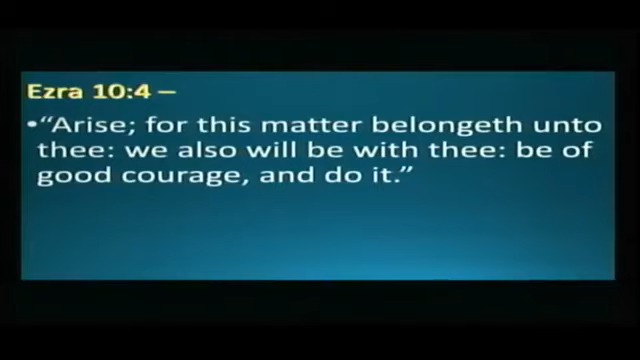 Ezra 10:4 –
•“Arise; for this matter belongeth unto
thee: we also will be with thee: be of
good courage, and do it.”